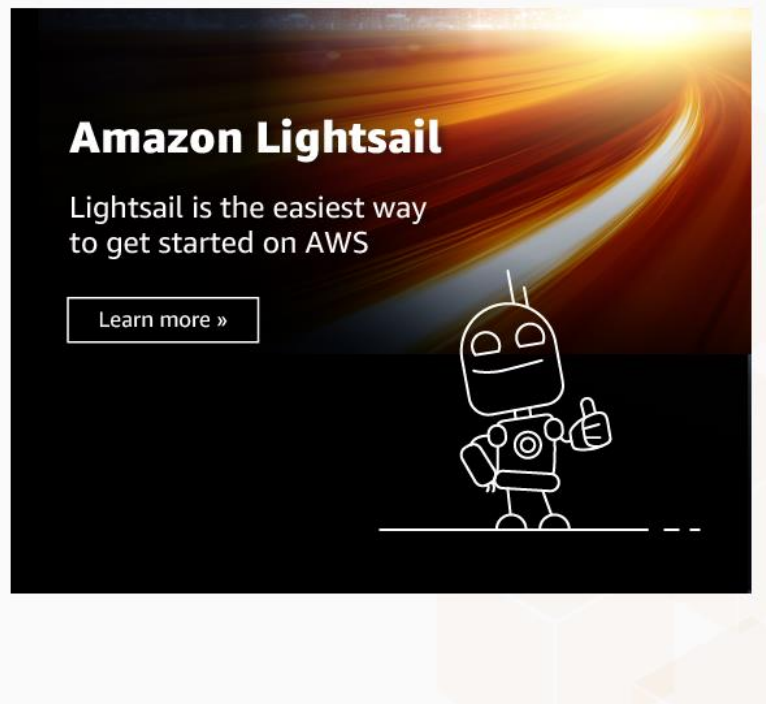 Amazon Lightsail
Lightsail is the easiest way
to get started on AWS
Learn more »